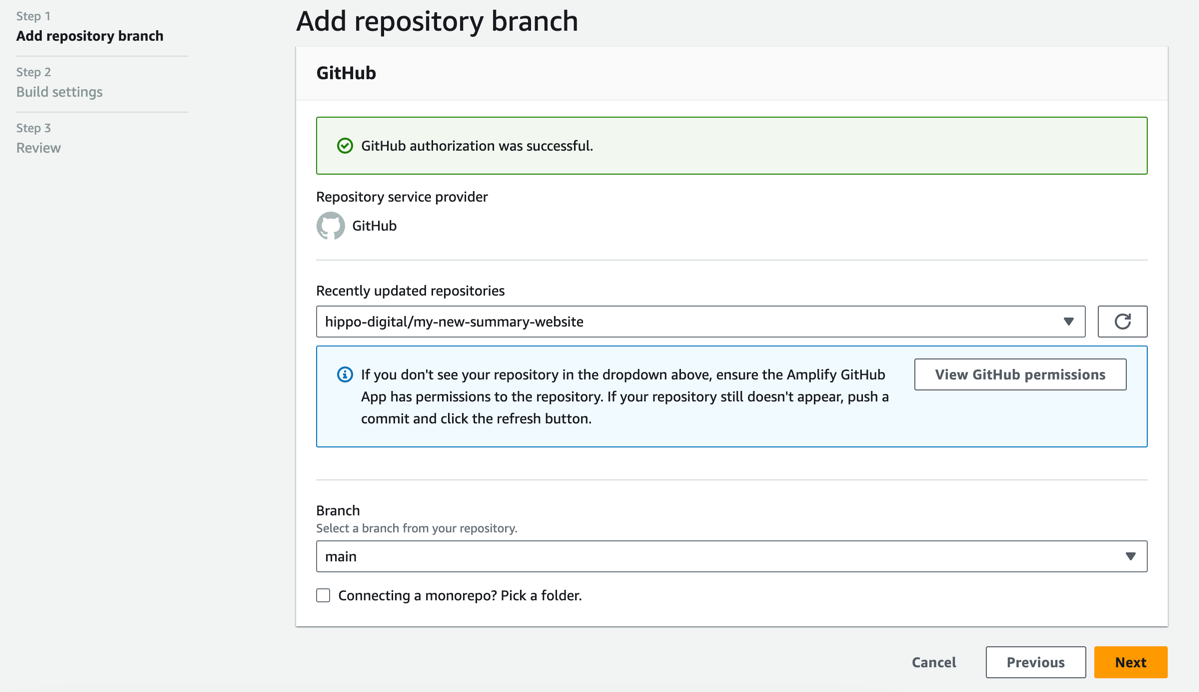 Step 1
Add repository branch
Step 2
Build settings
Step 3
Review
Add repository branch
GitHub
GitHub authorization was successful.
Repository service provider
GitHub
Recently updated repositories
hippo-digital/my-new-summary-website
If you don't see your repository in the dropdown above, ensure the Amplify GitHub
App has permissions to the repository. If your repository still doesn't appear, push a
commit and click the refresh button.
View GitHub permissions
Branch
Select a branch from your repository.
main
Connecting a monorepo? Pick a folder.
Cancel
Previous
Next